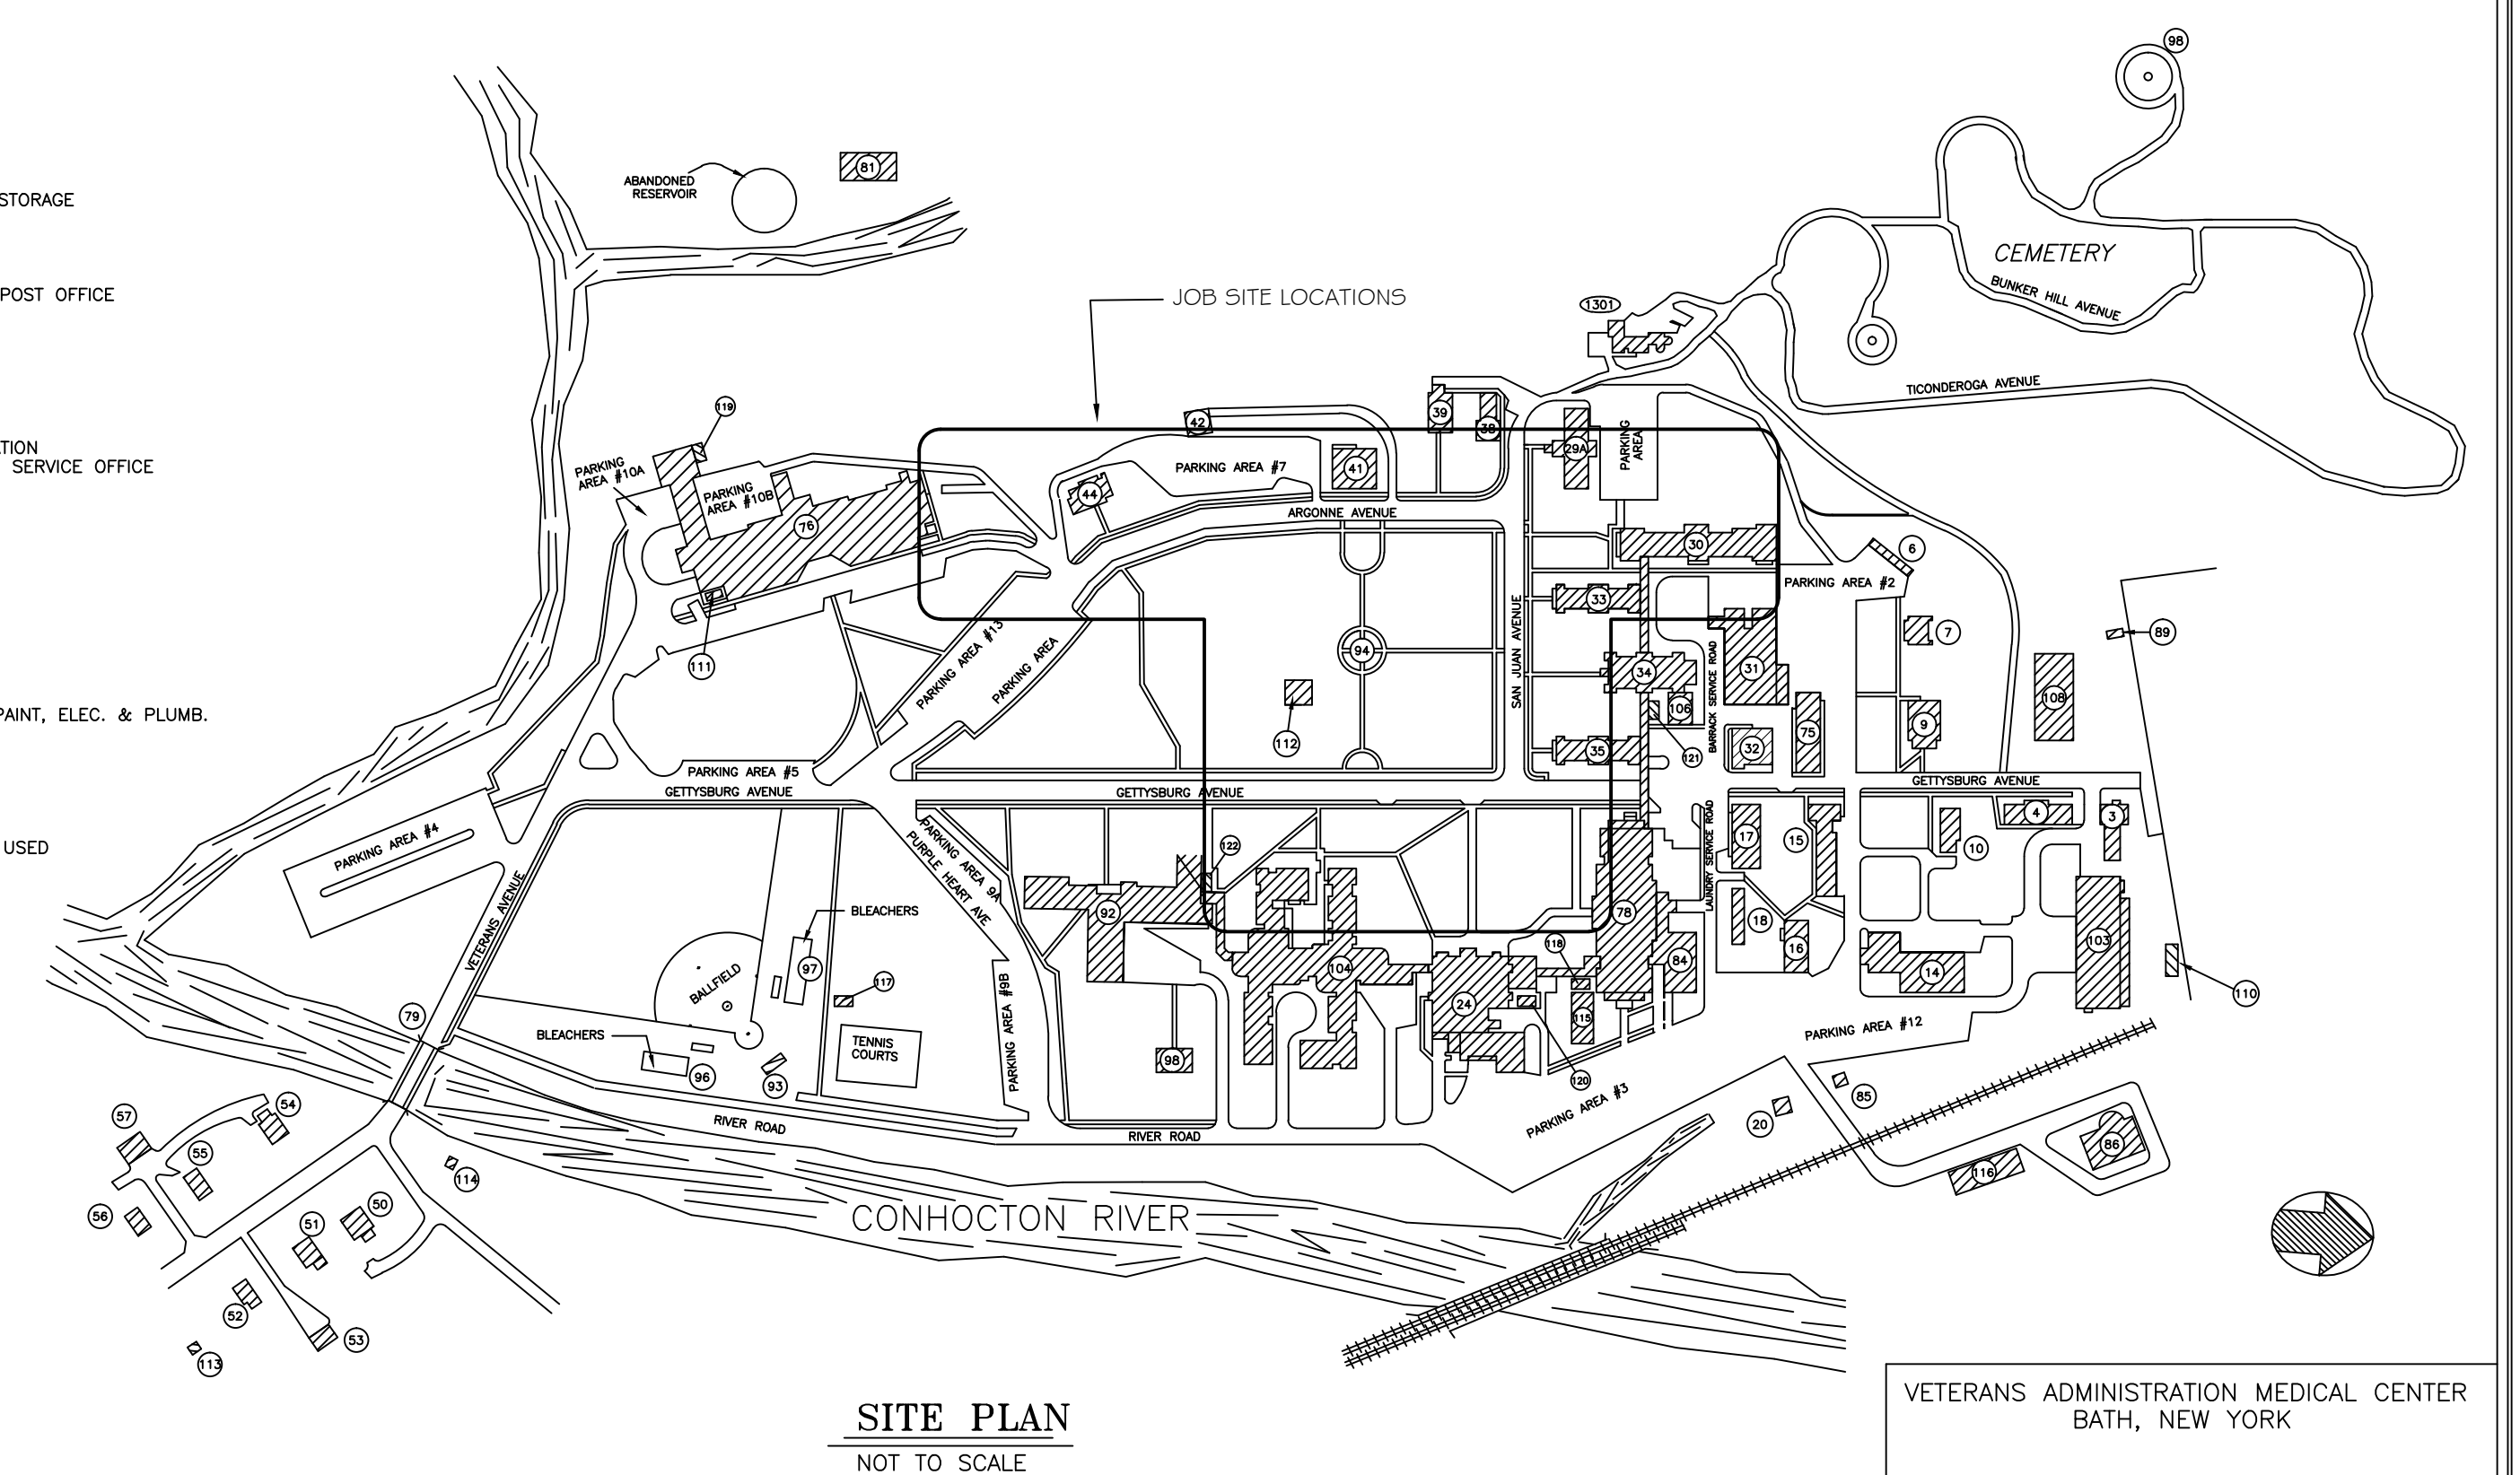 STORAGE
POST OFFICE
SERVICE OFFICE
PAINT, ELEC. & PLUMB.
USED
98
81
ABANDONED
RESERVOIR
CEMETERY
BUNKER HILL AVENUE
JOB SITE LOCATIONS
1301
TICONDEROGA AVENUE
119
42
39
38
29A
PARKING
AREA
PARKING
AREA #10A
PARKING
AREA #10B
76
44
PARKING AREA #7
41
ARGONNE AVENUE
30
6
PARKING AREA #2
33
111
PARKING AREA #13
PARKING AREA
94
SAN JUAN AVENUE
34
BARRACK SERVICE ROAD
31
7
89
108
106
112
35
121
32
75
9
PARKING AREA #5
GETTYSBURG AVENUE
GETTYSBURG AVENUE
GETTYSBURG AVENUE
PARKING AREA #4
VETERANS AVENUE
PARKING AREA 9A
PURPLE HEART AVE
122
LAUNDRY SERVICE ROAD
17
15
10
4
3
BLEACHERS
92
78
18
16
103
118
84
14
97
BALLFIELD
117
104
24
110
79
BLEACHERS
TENNIS
COURTS
PARKING AREA #9B
98
115
120
PARKING AREA #12
96
93
PARKING AREA #3
85
20
57
54
55
RIVER ROAD
RIVER ROAD
86
116
114
56
51
50
CONHOCTON RIVER
52
53
113
SITE PLAN
NOT TO SCALE
VETERANS ADMINISTRATION MEDICAL CENTER
BATH, NEW YORK